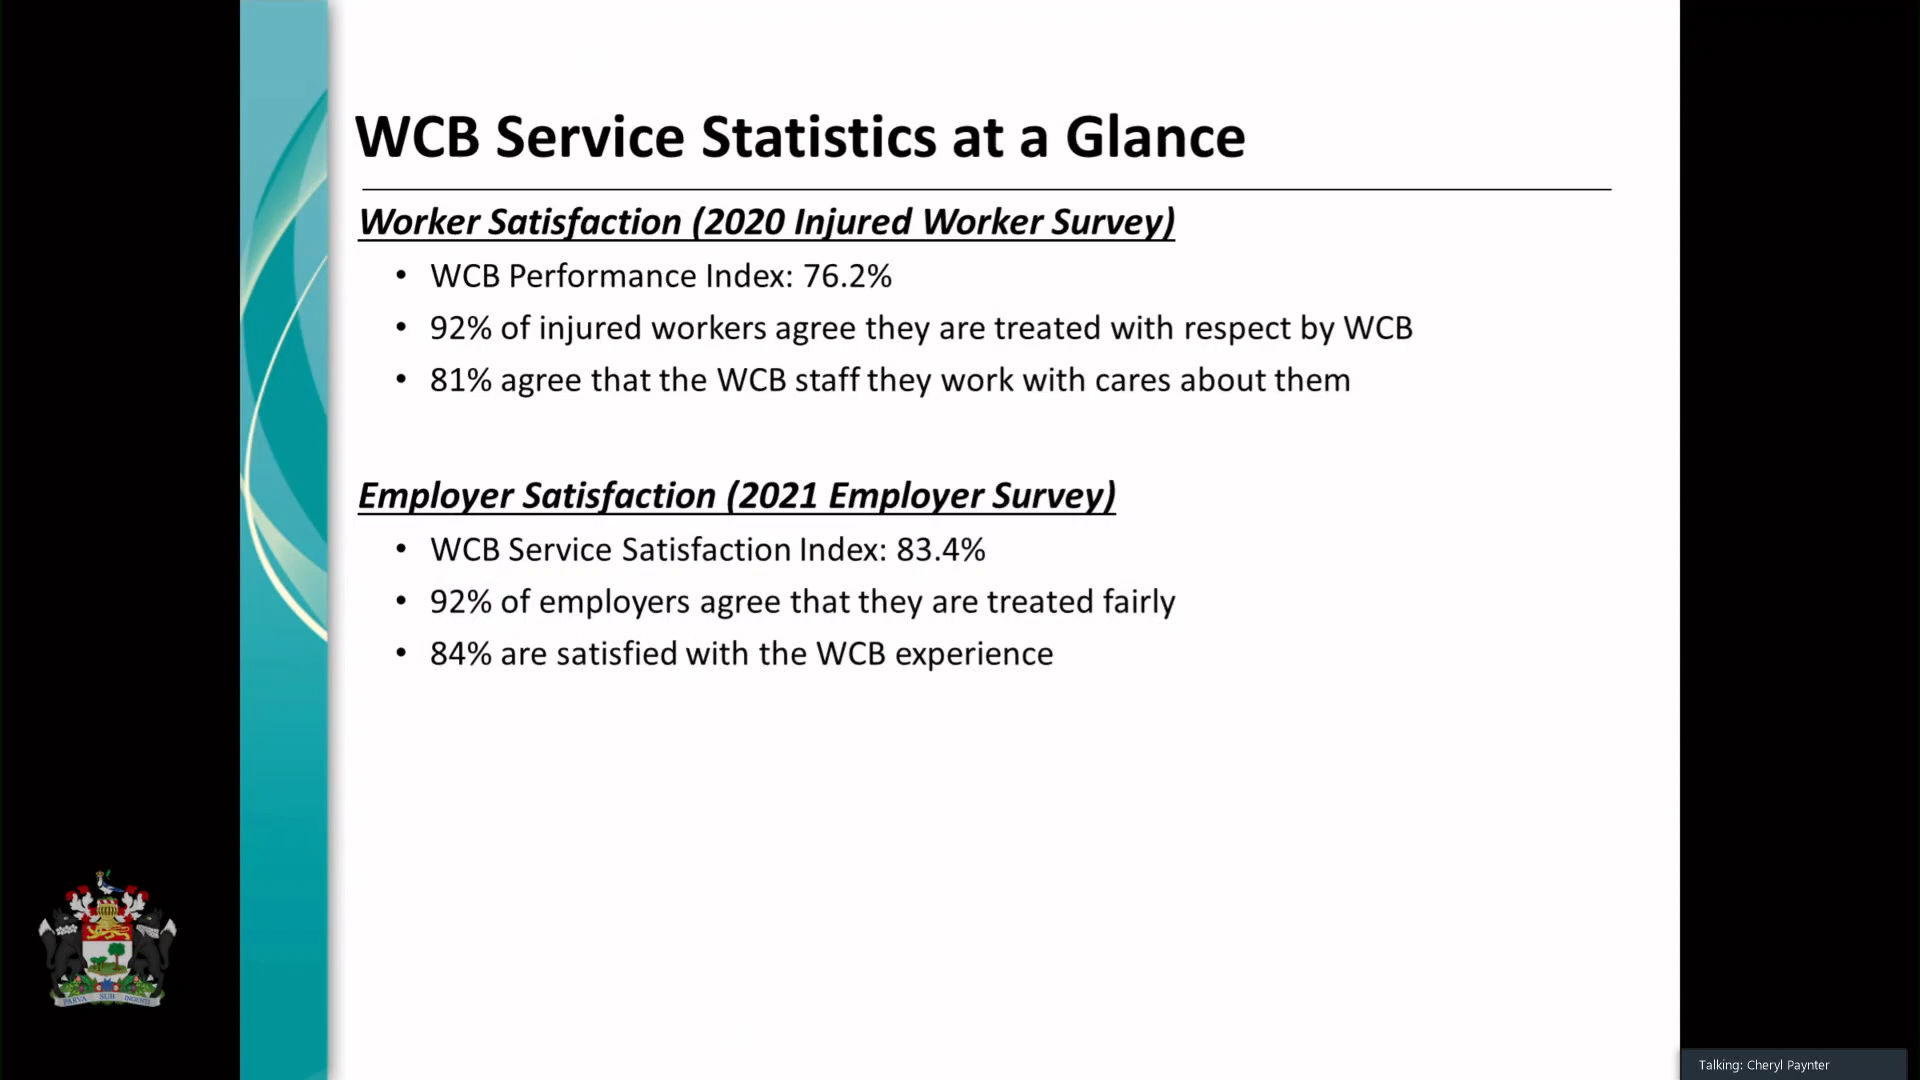 WCB Service Statistics at a Glance
Worker Satisfaction (2020 Injured Worker Survey)
• WCB Performance Index: 76.2%
• 92% of injured workers agree they are treated with respect by WCB
• 81% agree that the WCB staff they work with cares about them
Employer Satisfaction (2021 Employer Survey)
• WCB Service Satisfaction Index: 83.4%
• 92% of employers agree that they are treated fairly
• 84% are satisfied with the WCB experience
PARVA SUB INGENTI
Talking: Cheryl Paynter